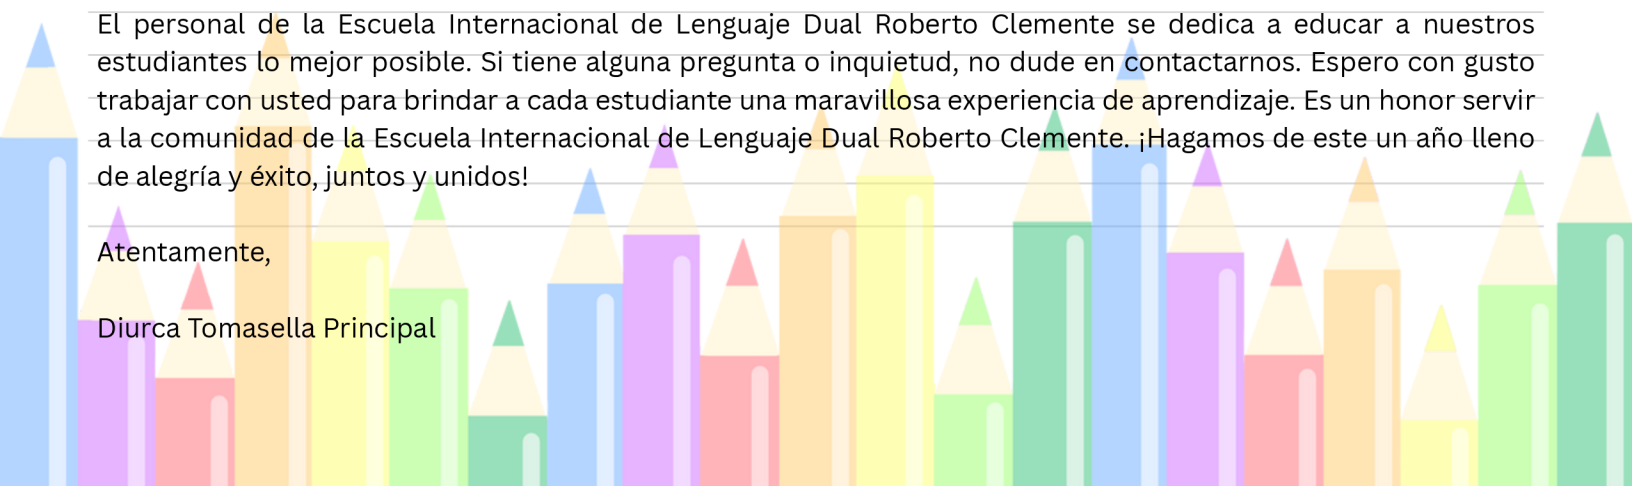 El personal de la Escuela Internacional de Lenguaje Dual Roberto Clemente se dedica a educar a nuestros
estudiantes lo mejor posible. Si tiene alguna pregunta o inquietud, no dude en contactarnos. Espero con gusto
trabajar con usted para brindar a cada estudiante una maravillosa experiencia de aprendizaje. Es un honor servir
a la comunidad de la Escuela Internacional de Lenguaje Dual Roberto Clemente. ¡Hagamos de este un año lleno
de alegría y éxito, juntos y unidos!
Atentamente,
Diurca Tomasella Principal